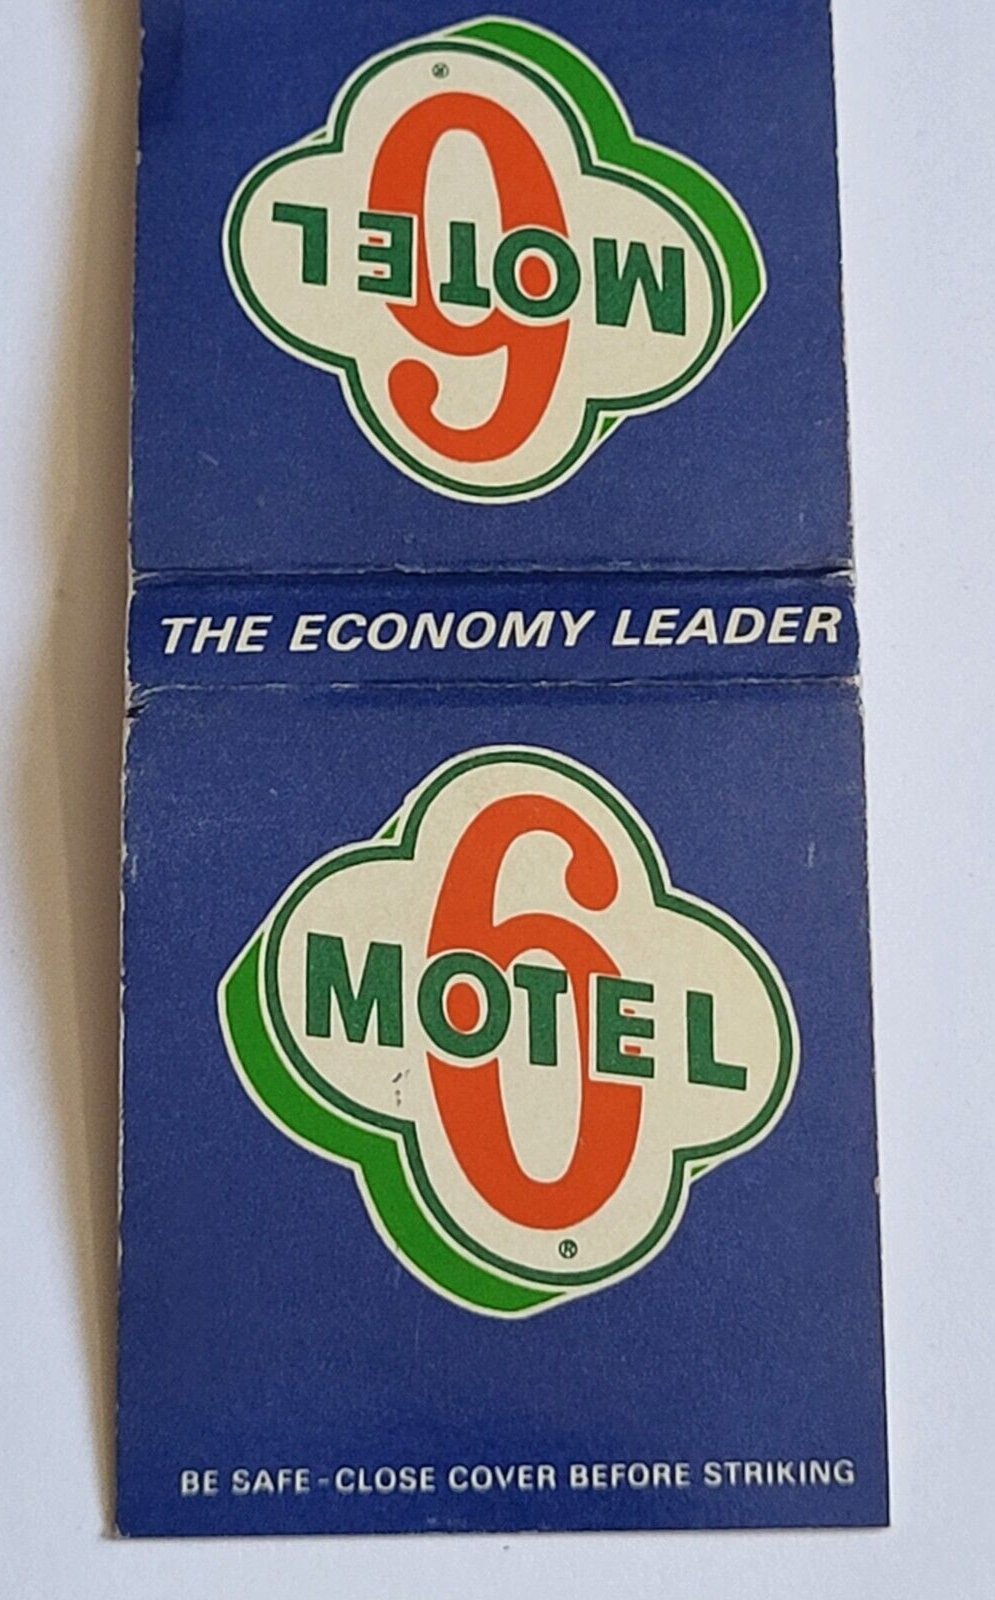 ®
6
MOTEL
THE ECONOMY LEADER
6
MOTEL
®
BE SAFE - CLOSE COVER BEFORE STRIKING